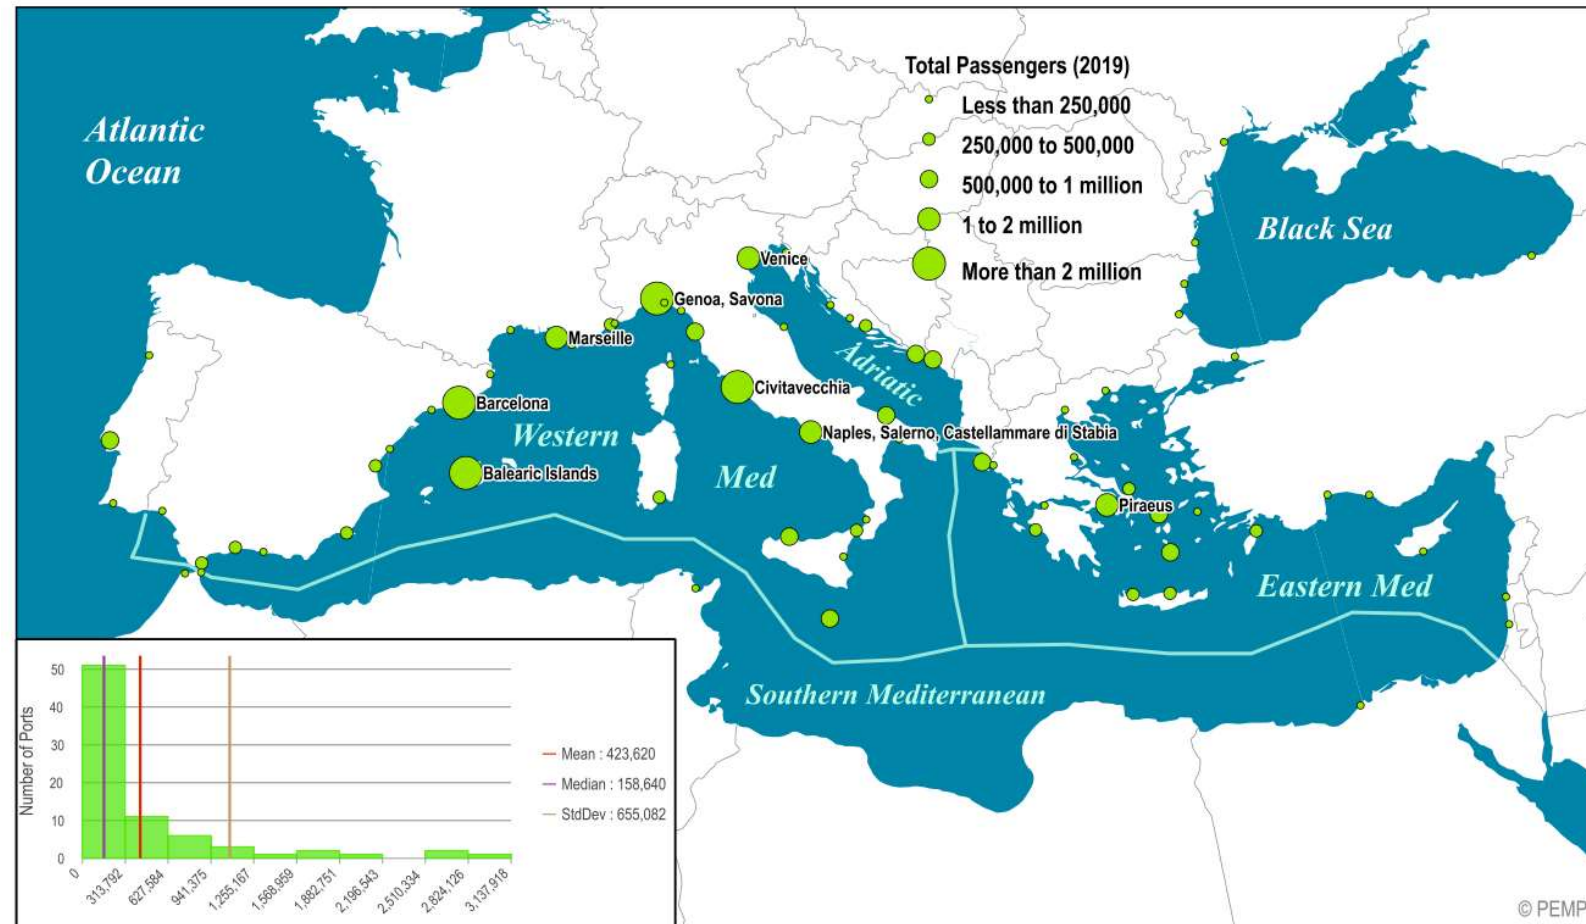 Total Passengers (2019)
Less than 250,000
250,000 to 500,000
500,000 to 1 million
1 to 2 million
More than 2 million
Atlantic
Ocean
Black Sea
Venice
Genoa, Savona
Marseille
Adriatic
Civitavecchia
Barcelona
Western
Naples, Salerno, Castellammare di Stabia
Balearic Islands
Med
Piraeus
Eastern Med
Southern Mediterranean
Number of Ports
50
40
30
20
10
0
0
313,792
627,584
941,375
1,255,167
1,568,959
1,882,751
2,196,543
2,510,334
2,824,126
3,137,918
Mean : 423,620
Median : 158,640
StdDev : 655,082
© PEMP